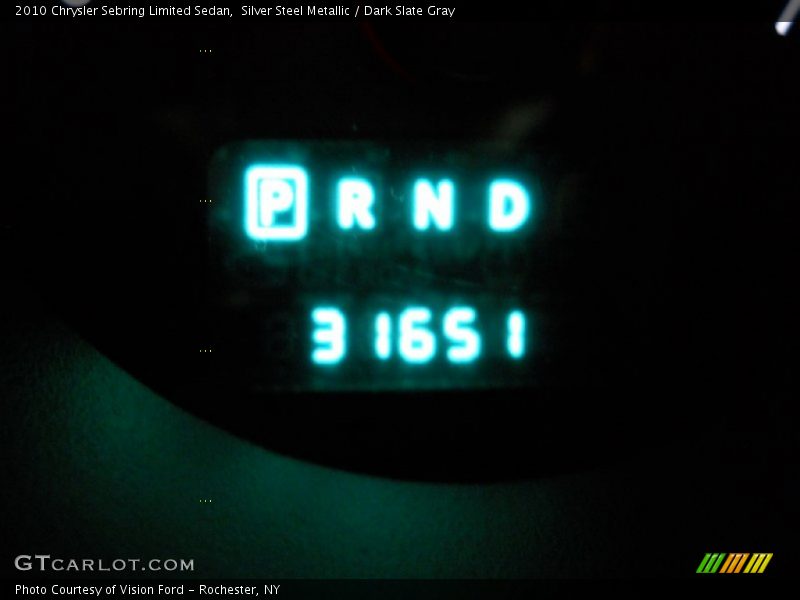 2010 Chrysler Sebring Limited Sedan,  Silver Steel Metallic / Dark Slate Gray
P R N D
31651
GTCARLOT.COM
Photo Courtesy of Vision Ford - Rochester, NY